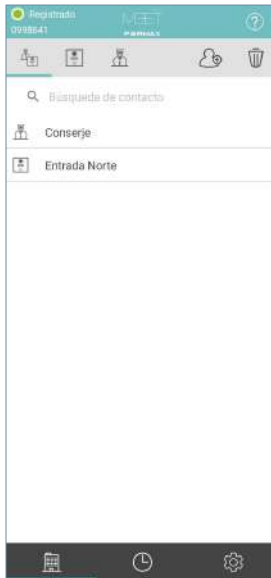 Registrado
0998641
MEET
FERMAX
Búsqueda de contacto
Conserje
Entrada Norte